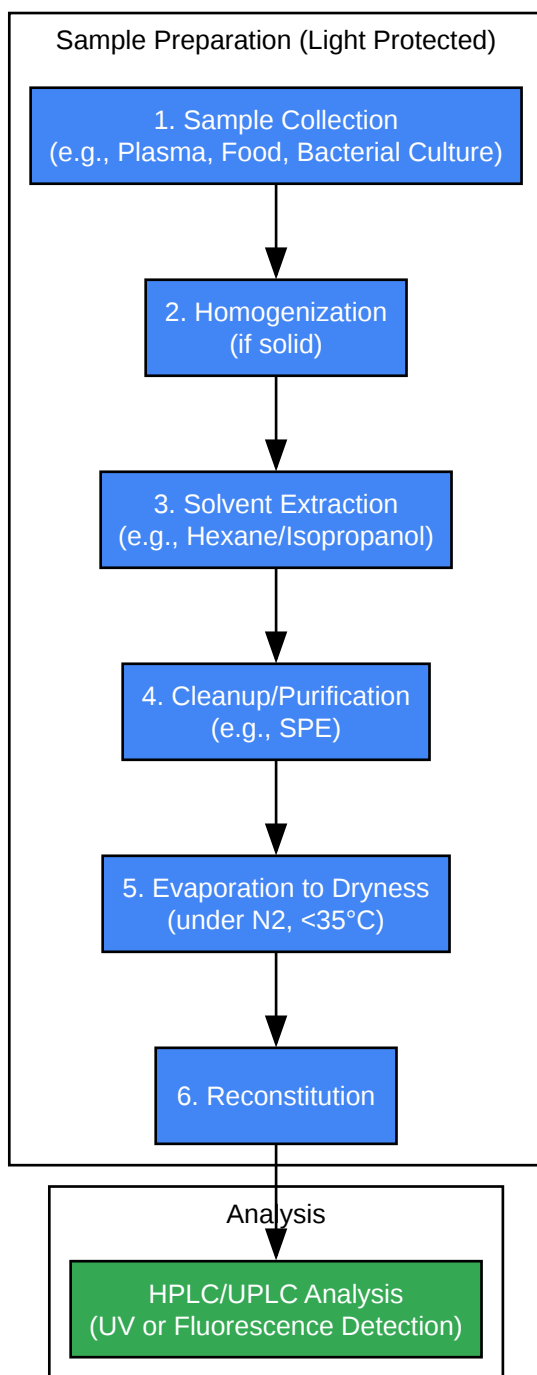 Sample Preparation (Light Protected)
1. Sample Collection
(e.g., Plasma, Food, Bacterial Culture)
2. Homogenization
(if solid)
3. Solvent Extraction
(e.g., Hexane/Isopropanol)
4. Cleanup/Purification
(e.g., SPE)
5. Evaporation to Dryness
(under N2, <35°C)
6. Reconstitution
Analysis
HPLC/UPLC Analysis
(UV or Fluorescence Detection)